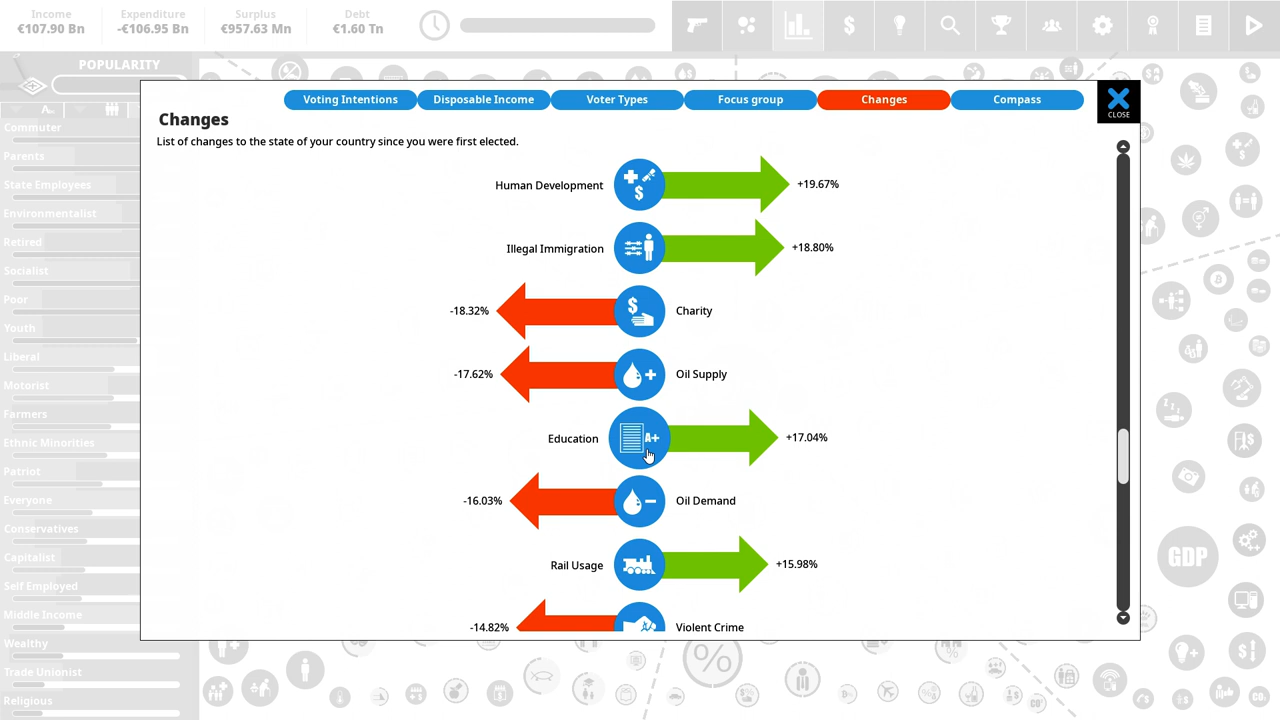 Income Expenditure Surplus Debt
€107.90 Bn -€106.95 Bn €957.63 Mn €1.60 Tn
POPULARITY
Commuter
Parents
State Employees
Environmentalist
Retired
Socialist
Poor
Youth
Liberal
Motorist
Farmers
Ethnic Minorities
Patriot
Everyone
Conservatives
Capitalist
Self Employed
Middle Income
Wealthy
Trade Unionist
Religious
Voting Intentions Disposable Income Voter Types Focus group Changes Compass
CLOSE
Changes
List of changes to the state of your country since you were first elected.
Human Development +19.67%
Illegal Immigration +18.80%
-18.32% Charity
-17.62% Oil Supply
Education A+ +17.04%
-16.03% Oil Demand
Rail Usage +15.98%
-14.82% Violent Crime
GDP